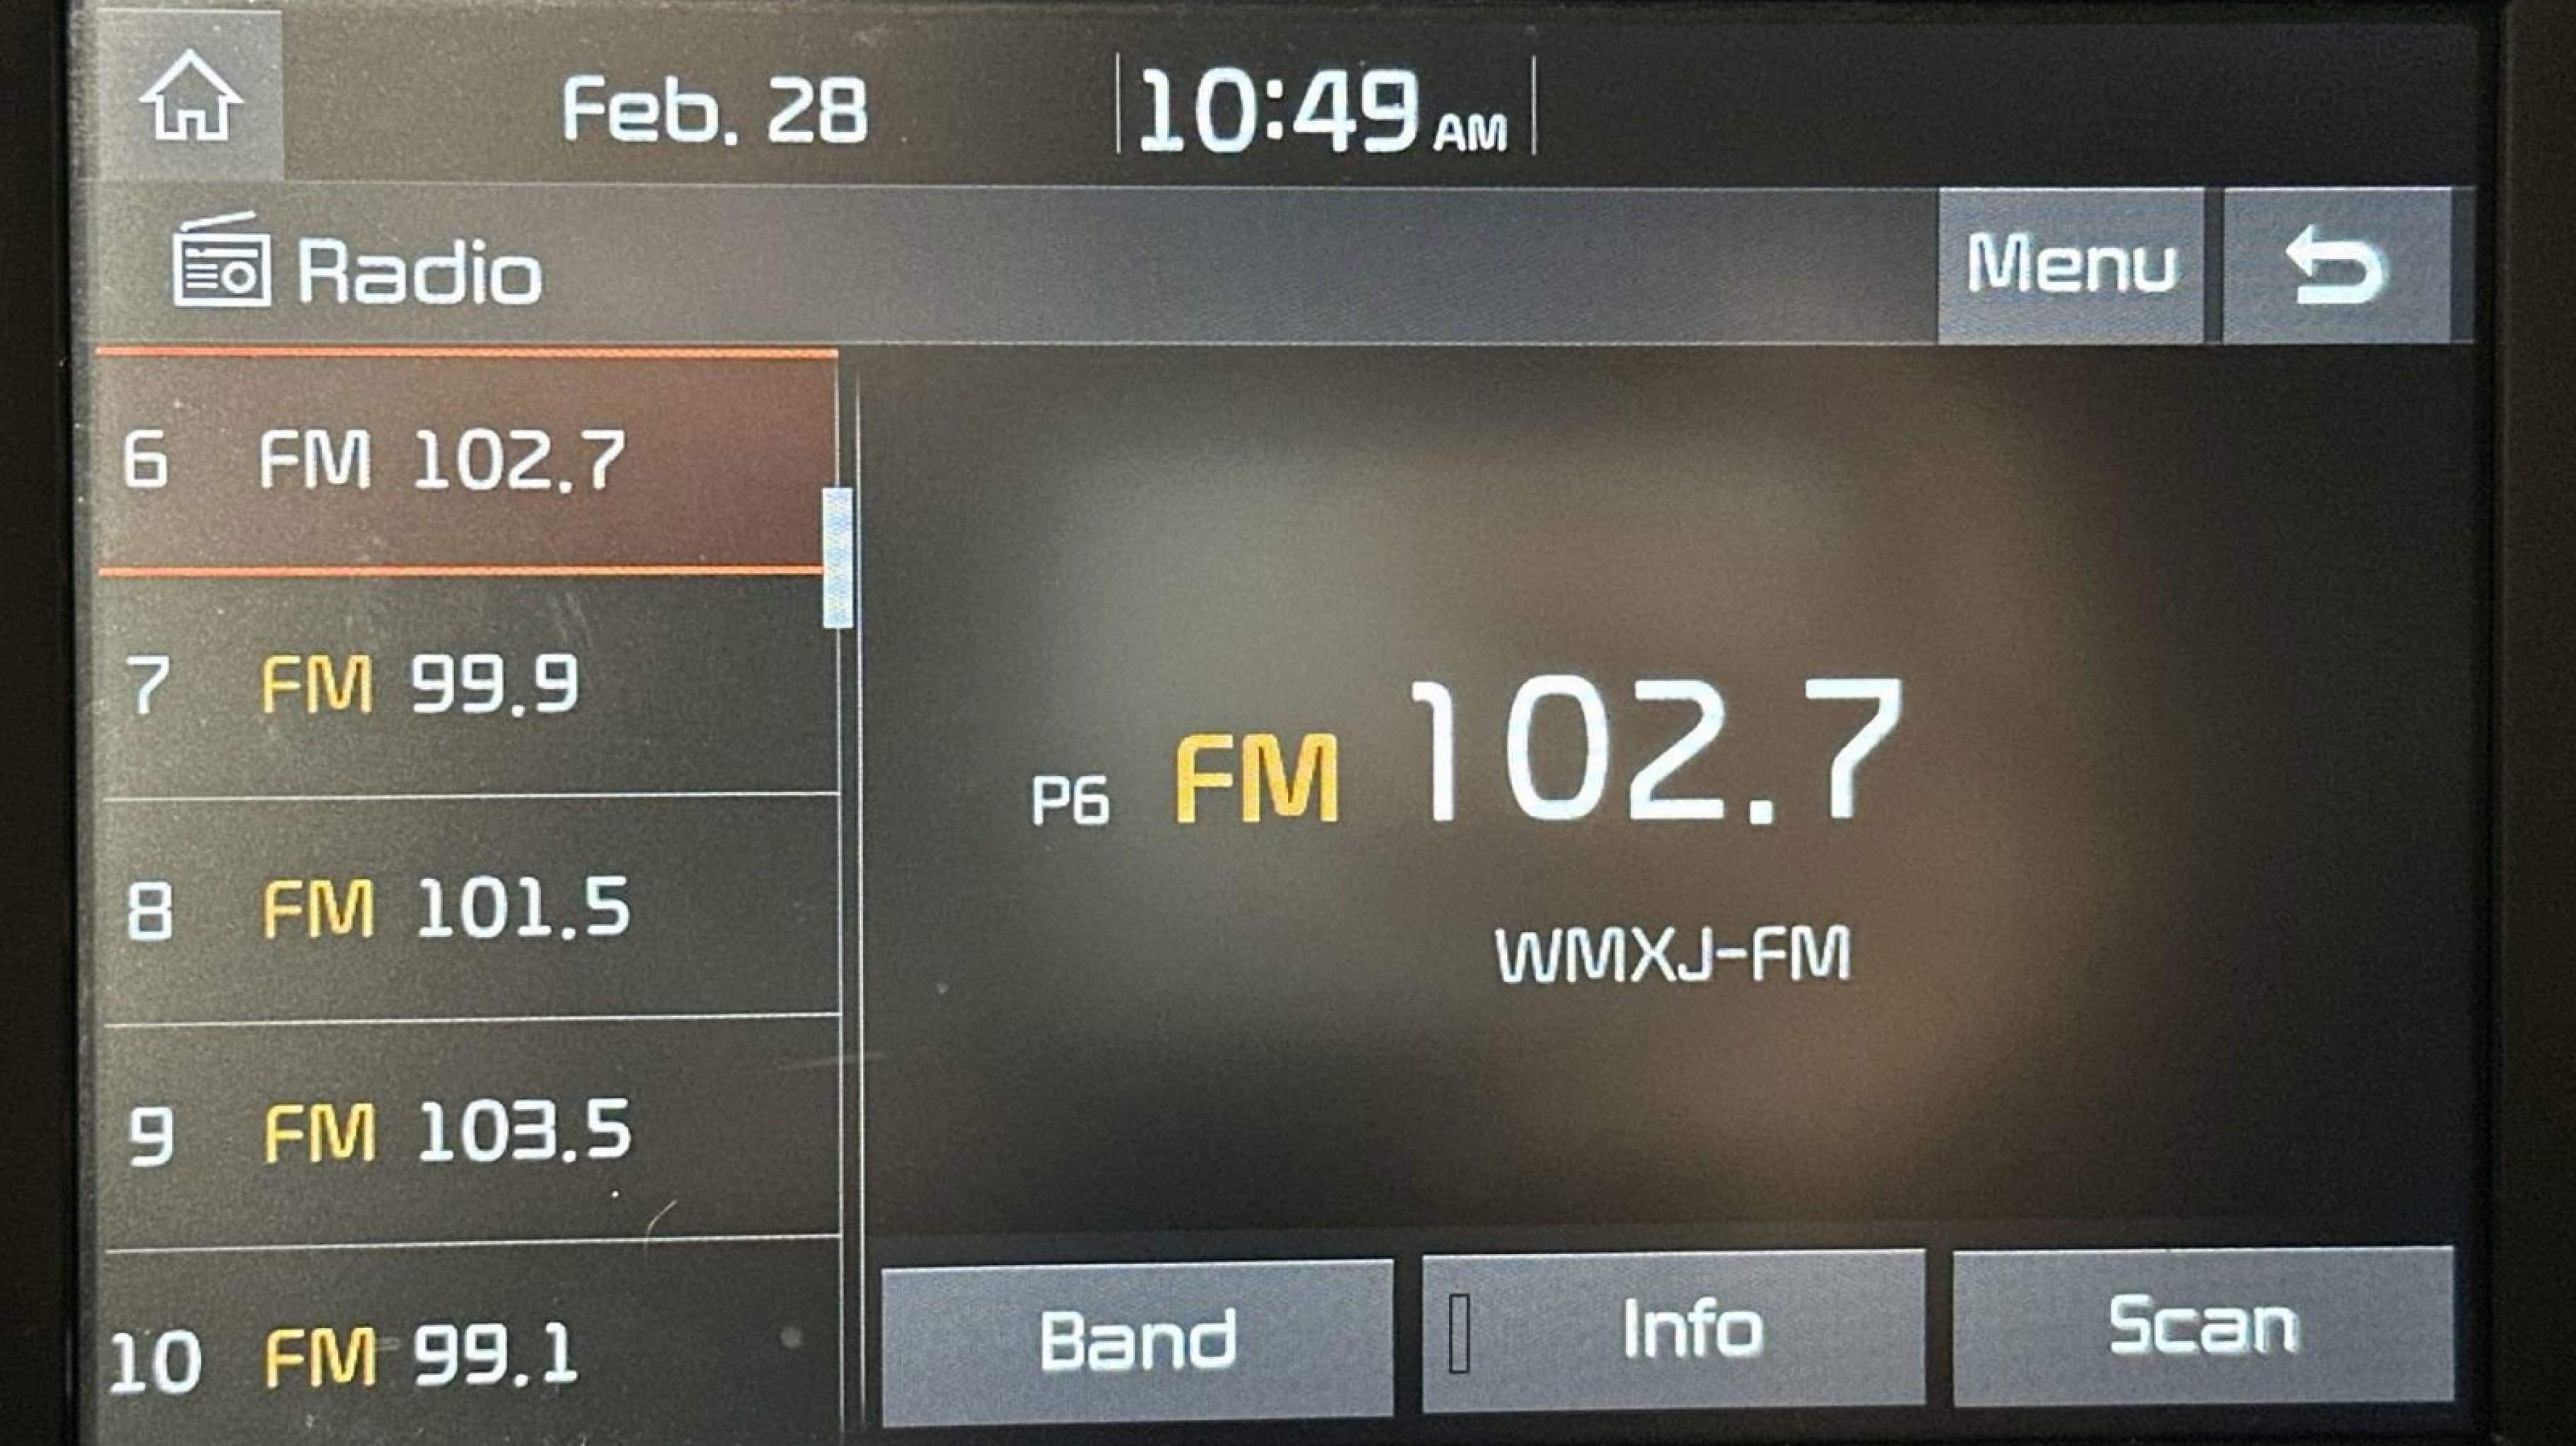 Feb. 28
10:49 AM
Radio
Menu
6 FM 102.7
7 FM 99.9
8 FM 101.5
9 FM 103.5
10 FM 99.1
P6 FM 102.7
WMXJ-FM
Band
Info
Scan